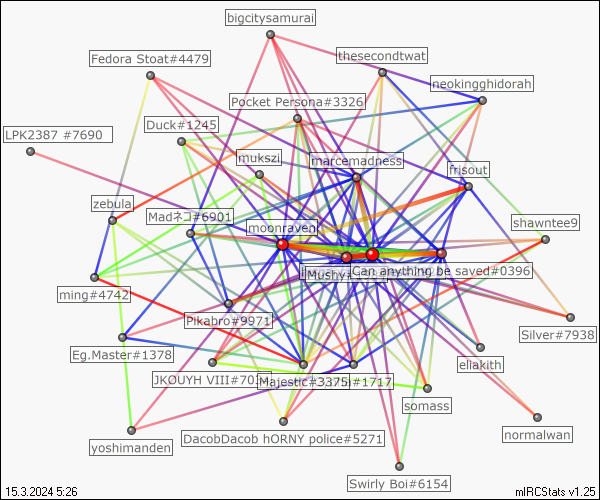 bigcitysamurai
Fedora Stoat#4479
thesecondtwat
neokingghidorah
Pocket Persona#3326
Duck#1245
LPK2387 #7690
mukszi
marcemadness
frisout
zebula
Madネコ#6901
moonraven
shawntee9
Mushy
Can anything be saved#0396
ming#4742
Pikabro#9971
Silver#7938
Eg.Master#1378
eliakith
JKOUYH VIII#70
Majestic#3375
#1717
somass
yoshimanden
DacobDacob hORNY police#5271
normalwan
Swirly Boi#6154
15.3.2024 5:26
mIRCStats v1.25